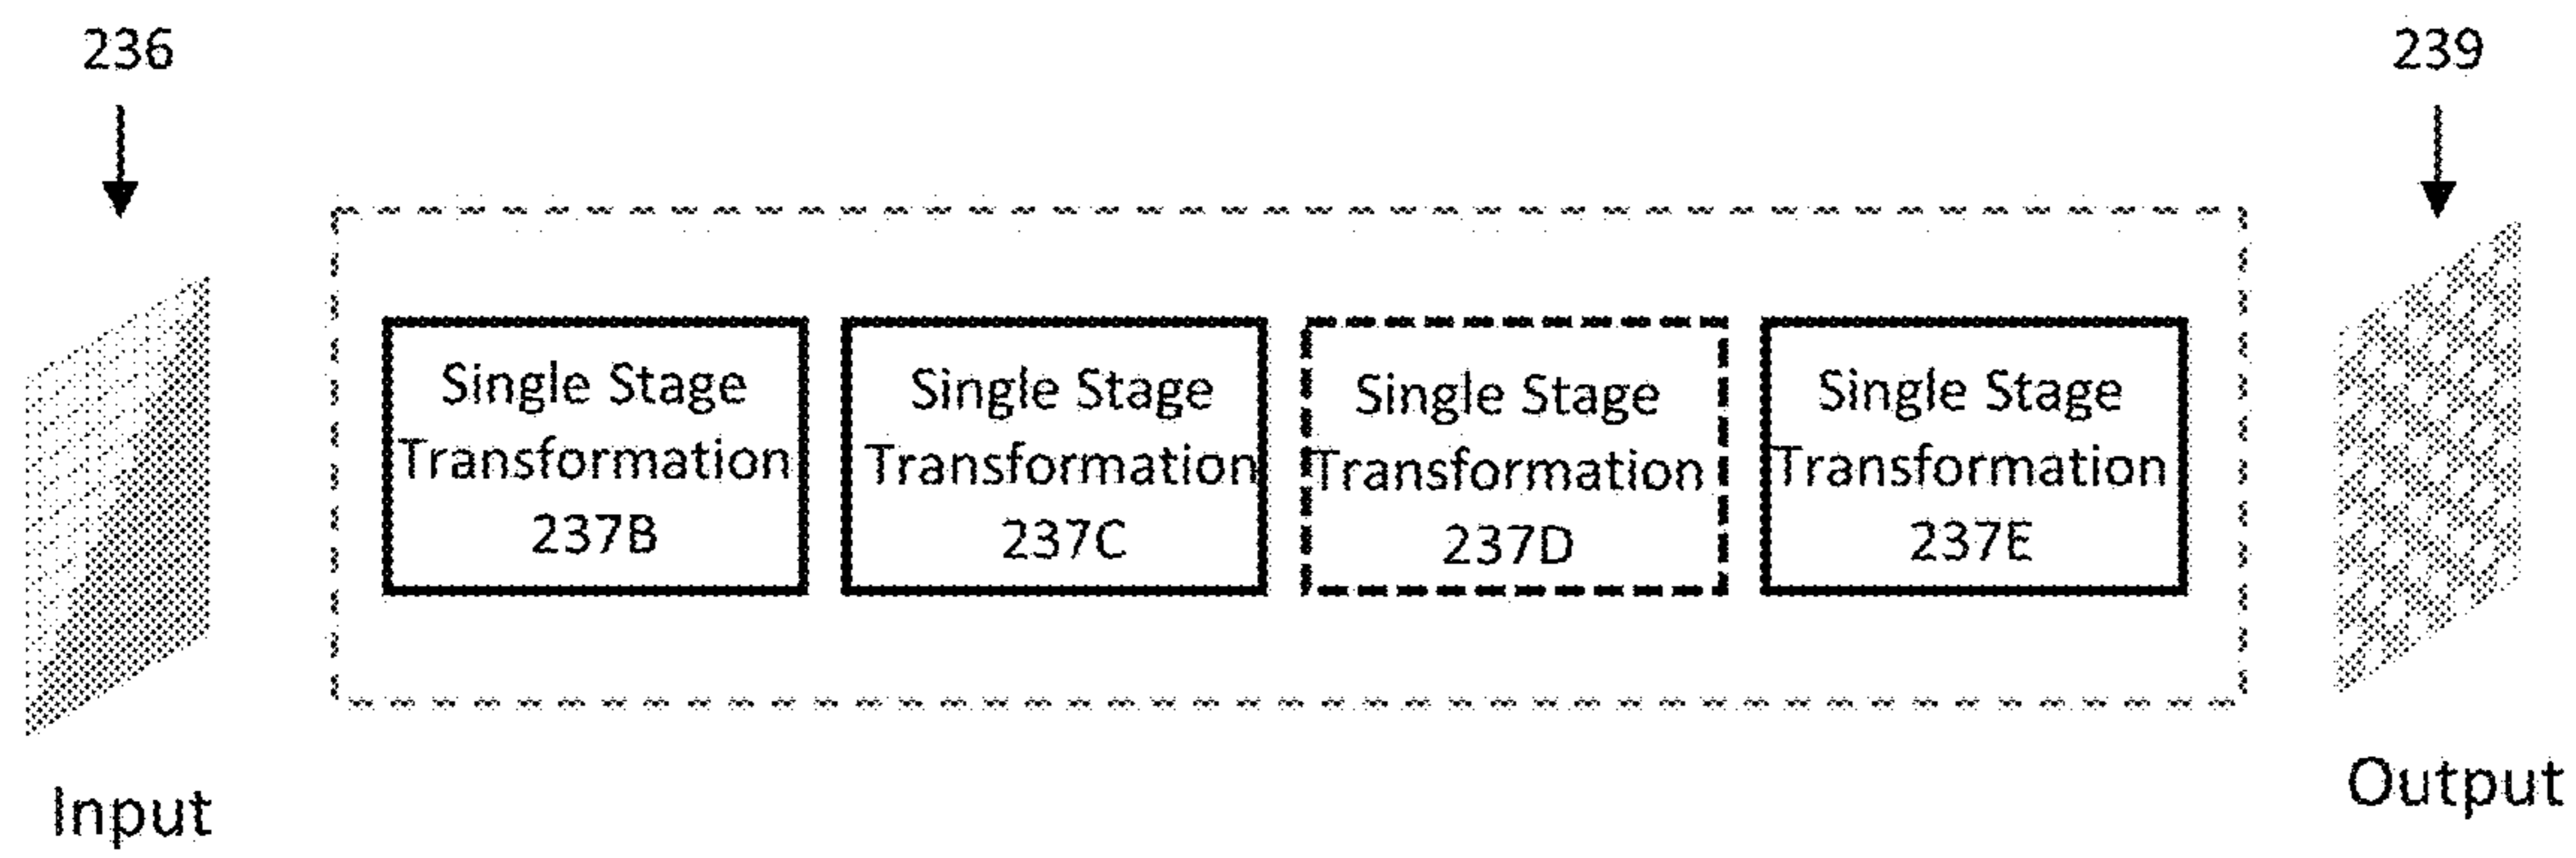 236
239
Single Stage
Transformation
237B
Single Stage
Transformation
237C
Single Stage
Transformation
237D
Single Stage
Transformation
237E
Input
Output